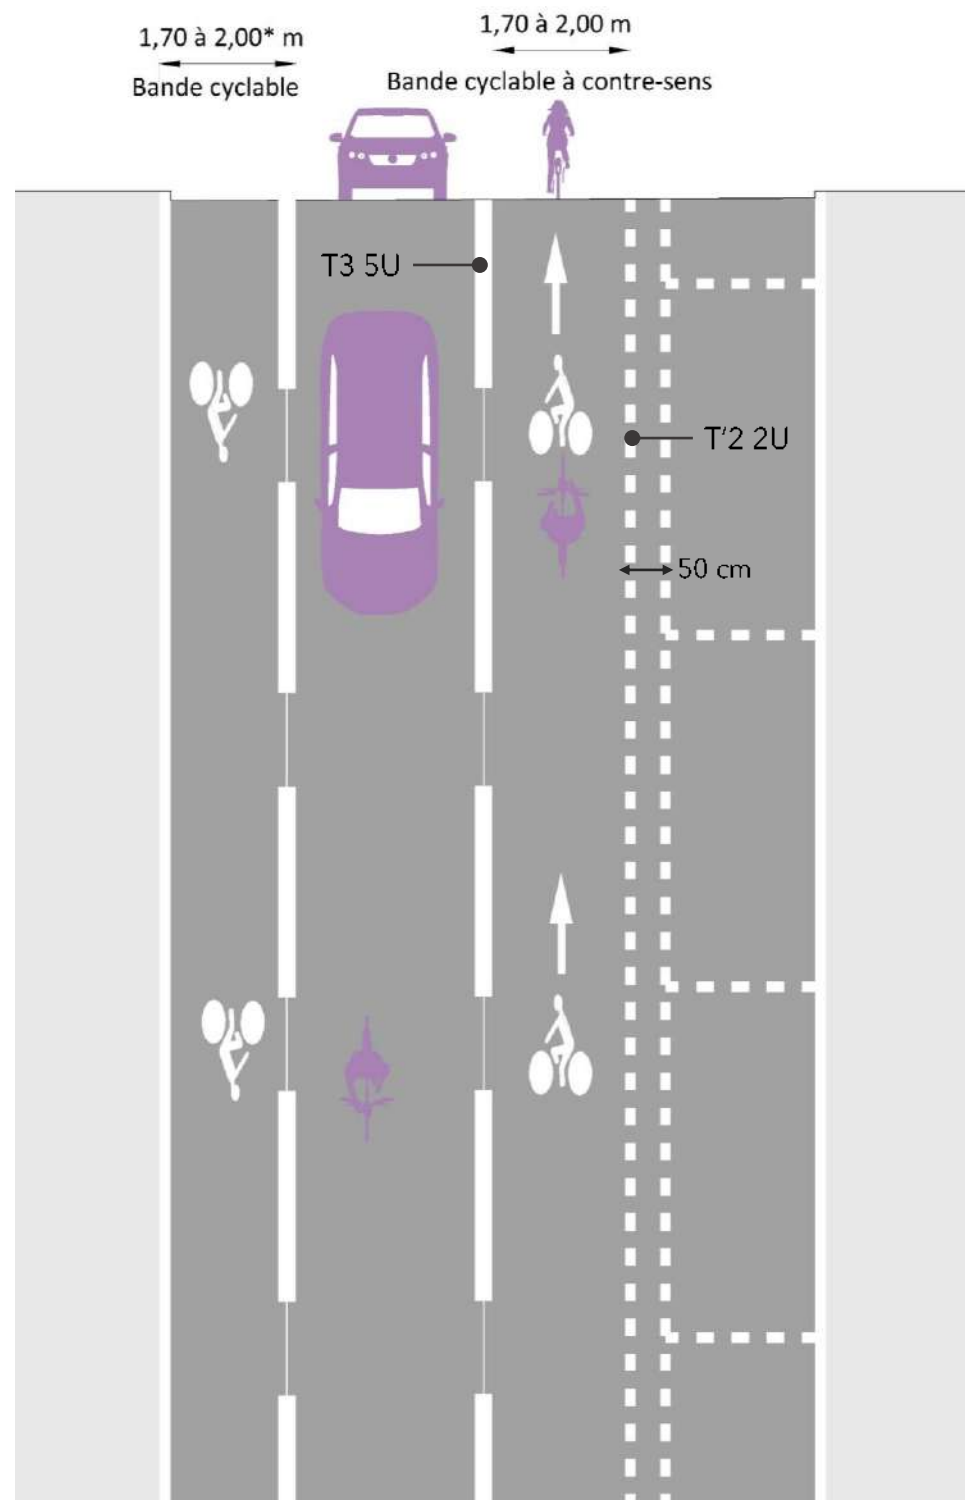 1,70 à 2,00* m
Bande cyclable
1,70 à 2,00 m
Bande cyclable à contre-sens
T3 5U
T'2 2U
50 cm